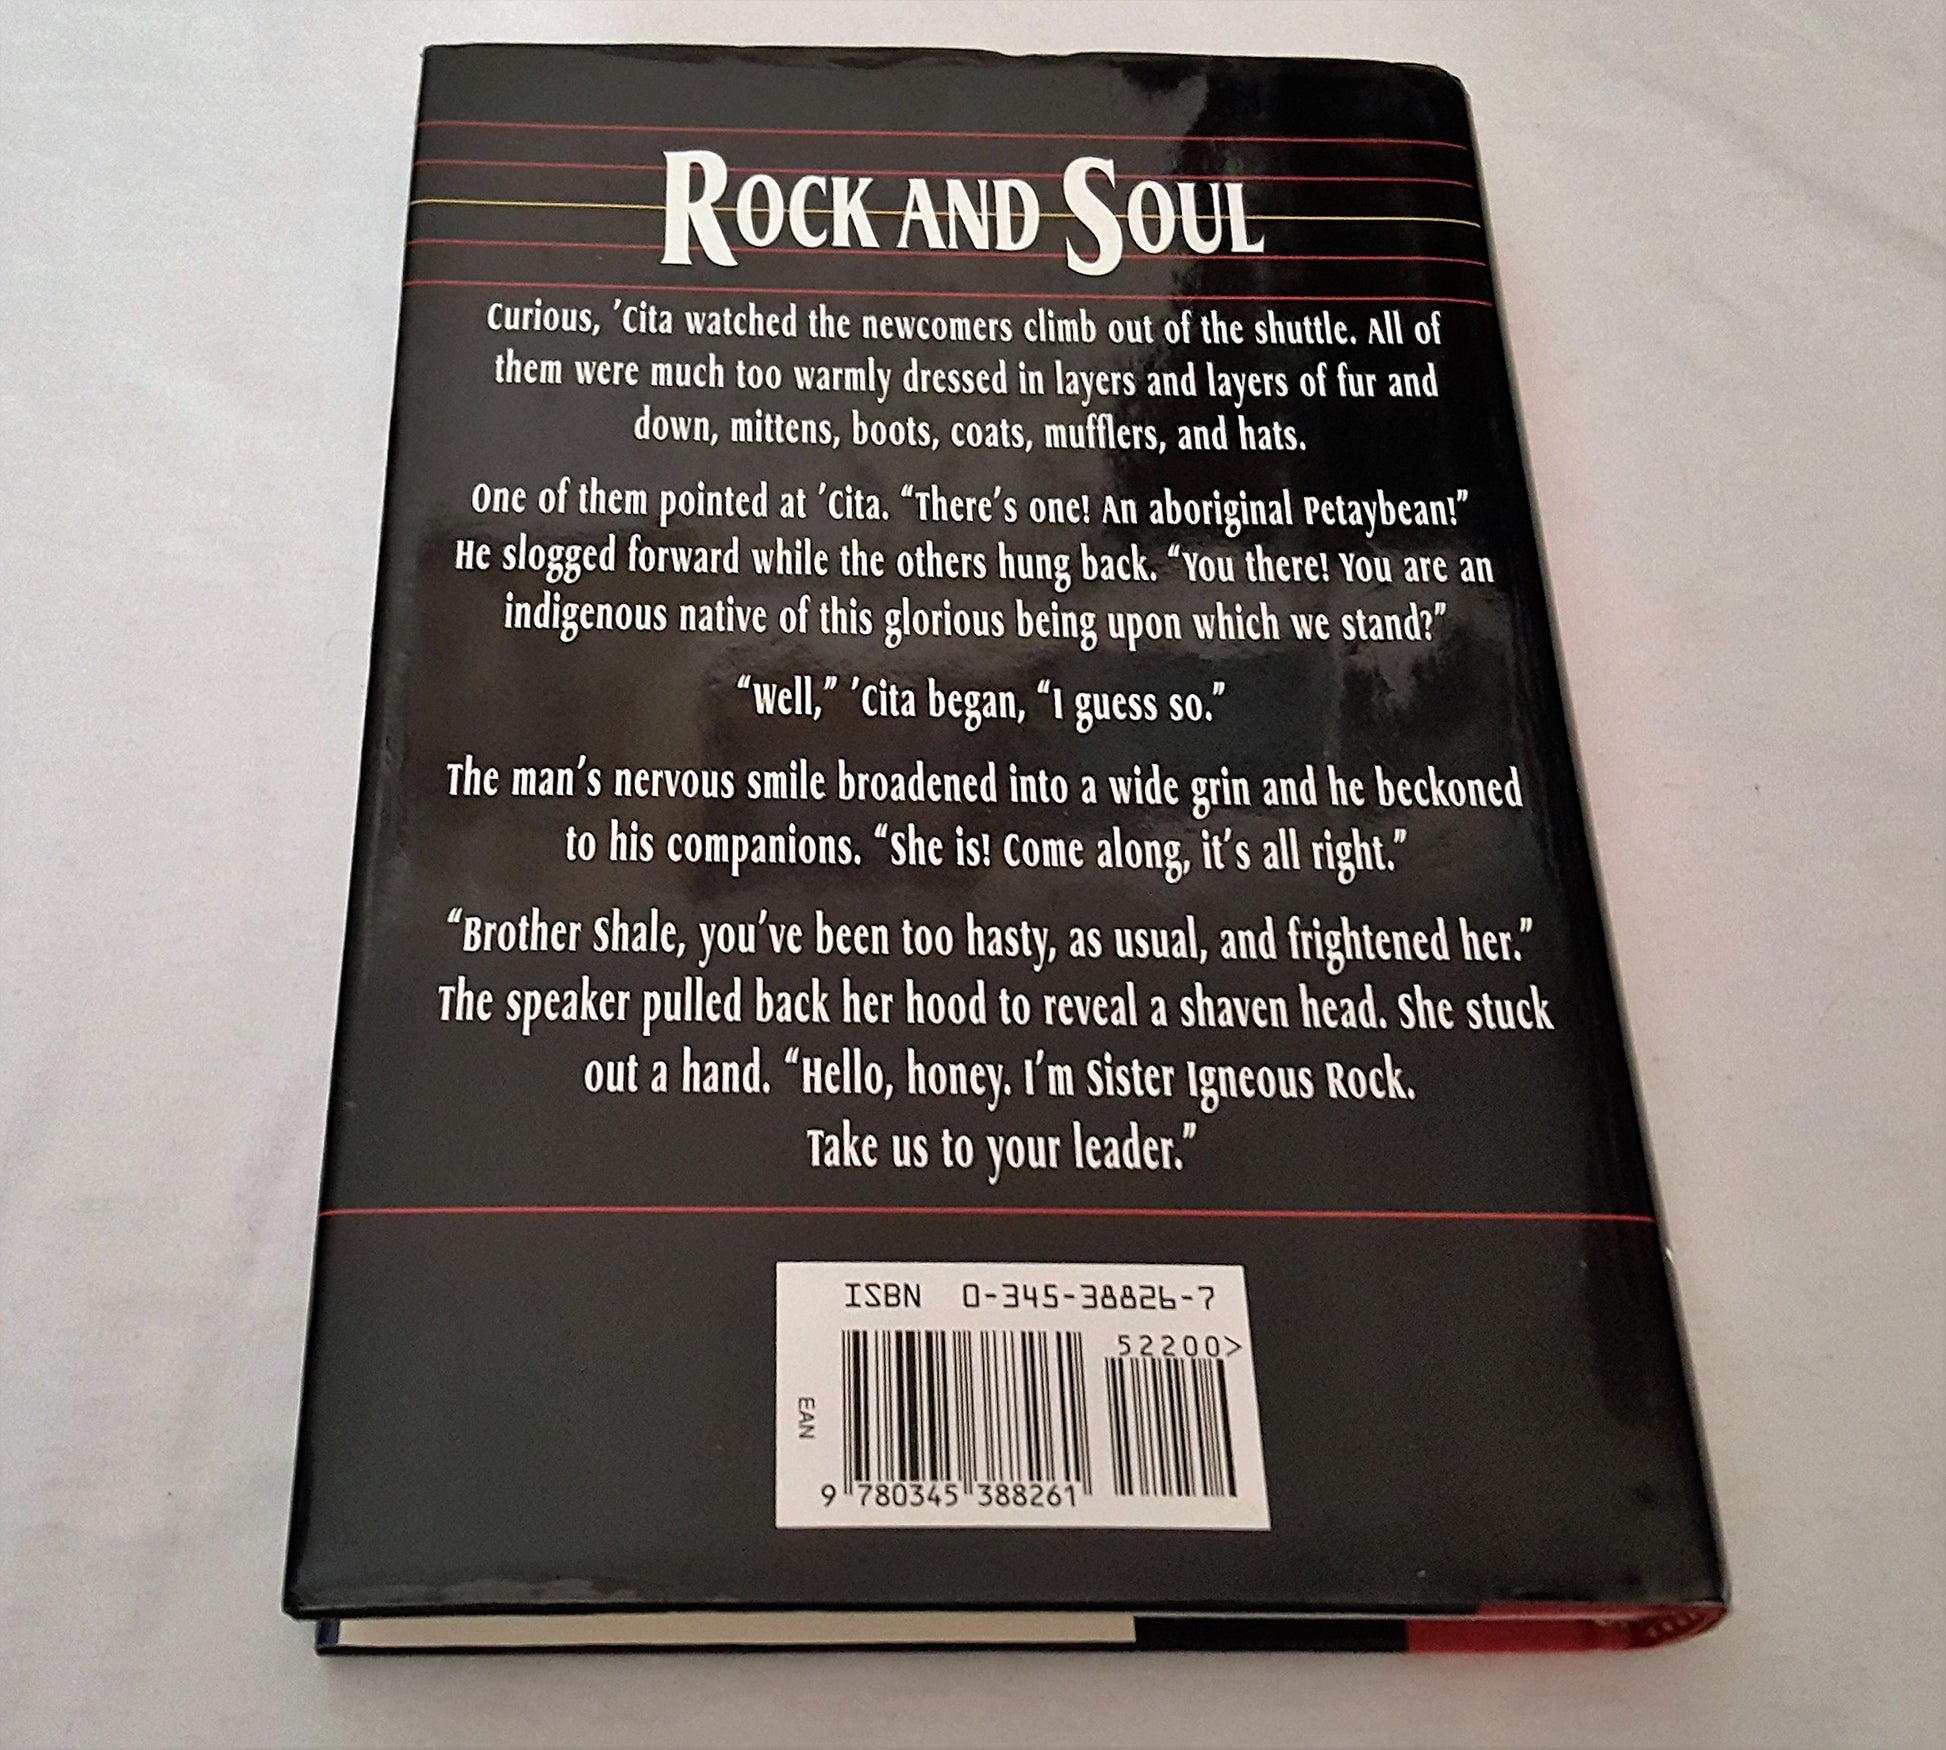 ROCK AND SOUL
Curious, 'Cita watched the newcomers climb out of the shuttle. All of
them were much too warmly dressed in layers and layers of fur and
down, mittens, boots, coats, mufflers, and hats.
One of them pointed at 'Cita. “There's one! An aboriginal Petaybean!”
He slogged forward while the others hung back. “You there! You are an
indigenous native of this glorious being upon which we stand?”
“Well,” 'Cita began, “I guess so.”
The man's nervous smile broadened into a wide grin and he beckoned
to his companions. “She is! Come along, it's all right.”
“Brother Shale, you've been too hasty, as usual, and frightened her.”
The speaker pulled back her hood to reveal a shaven head. She stuck
out a hand. “Hello, honey. I'm Sister Igneous Rock.
Take us to your leader.”
ISBN 0-345-38826-7
52200>
EAN
9 780345 388261